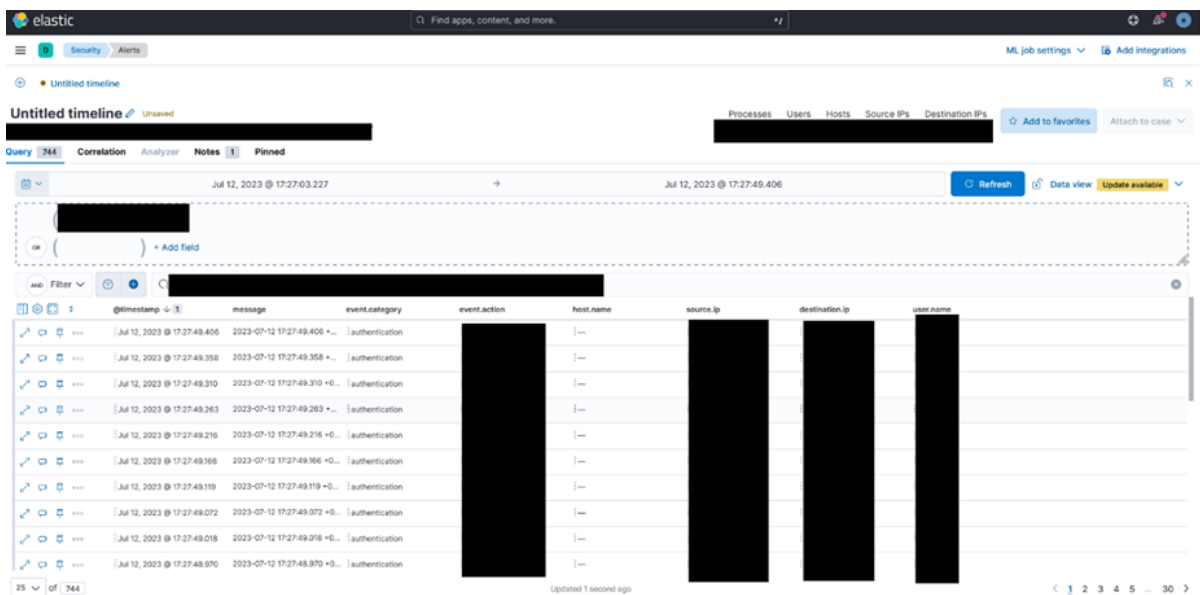 elastic Find apps, content, and more. ^/
D Security Alerts ML job settings Add integrations
Untitled timeline
Untitled timeline Unsaved Processes Users Hosts Source IPs Destination IPs Add to favorites Attach to case
Query 744 Correlation Analyzer Notes 1 Pinned
Jul 12, 2023 @ 17:27:03.227 → Jul 12, 2023 @ 17:27:49.406 Refresh Data view Update available
(
OR ( ) + Add field
AND Filter
@timestamp ↓ 1 message event.category event.action host.name source.ip destination.ip user.name
Jul 12, 2023 @ 17:27:49.406 2023-07-12 17:27:49.406 +... authentication —
Jul 12, 2023 @ 17:27:49.358 2023-07-12 17:27:49.358 +... authentication —
Jul 12, 2023 @ 17:27:49.310 2023-07-12 17:27:49.310 +0... authentication —
Jul 12, 2023 @ 17:27:49.263 2023-07-12 17:27:49.263 +... authentication —
Jul 12, 2023 @ 17:27:49.216 2023-07-12 17:27:49.216 +0... authentication —
Jul 12, 2023 @ 17:27:49.166 2023-07-12 17:27:49.166 +0... authentication —
Jul 12, 2023 @ 17:27:49.119 2023-07-12 17:27:49.119 +0... authentication —
Jul 12, 2023 @ 17:27:49.072 2023-07-12 17:27:49.072 +0... authentication —
Jul 12, 2023 @ 17:27:49.018 2023-07-12 17:27:49.018 +0... authentication —
Jul 12, 2023 @ 17:27:48.970 2023-07-12 17:27:48.970 +0... authentication —
25 of 744 Updated 1 second ago < 1 2 3 4 5 ... 30 >